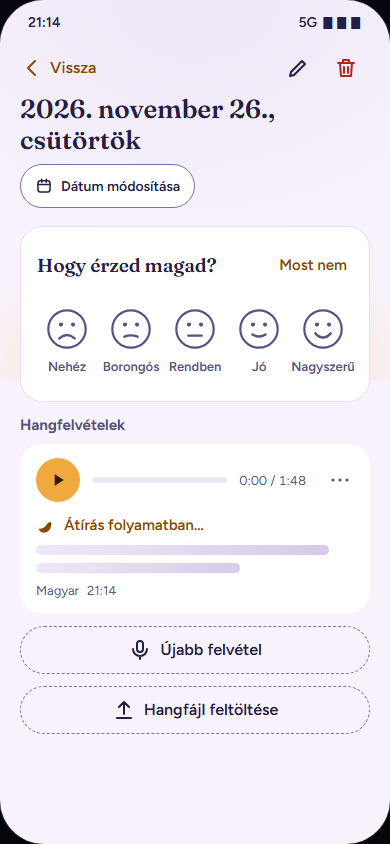 21:14
5G
Vissza
2026. november 26.,
csütörtök
Dátum módosítása
Hogy érzed magad?
Most nem
Nehéz
Borongós
Rendben
Jó
Nagyszerű
Hangfelvételek
0:00 / 1:48
Átírás folyamatban...
Magyar 21:14
Újabb felvétel
Hangfájl feltöltése